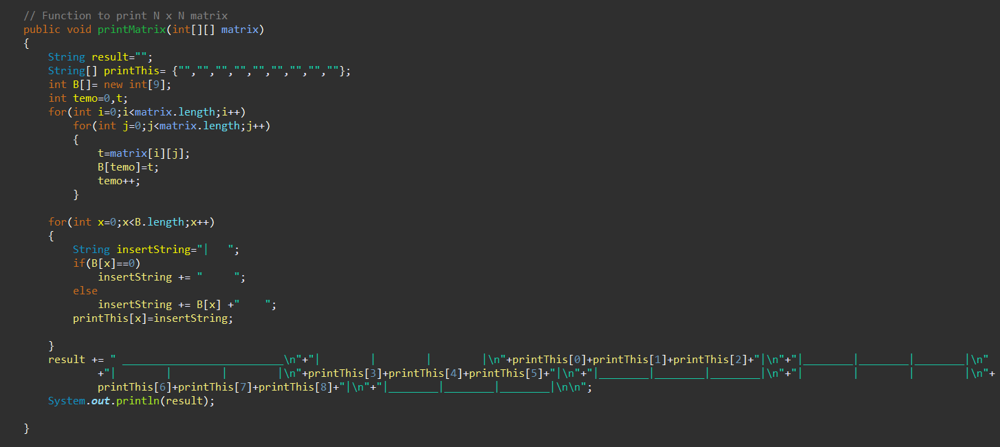 // Function to print N x N matrix
public void printMatrix(int[][] matrix)
{
    String result="";
    String[] printThis= {"","","","","","","","",""};
    int B[]= new int[9];
    int temo=0,t;
    for(int i=0;i<matrix.length;i++)
        for(int j=0;j<matrix.length;j++)
        {
            t=matrix[i][j];
            B[temo]=t;
            temo++;
        }

    for(int x=0;x<B.length;x++)
    {
        String insertString="|   ";
        if(B[x]==0)
            insertString += "     ";
        else
            insertString += B[x] +"    ";
        printThis[x]=insertString;

    }
    result += " __________________________\n"+"|        |        |        |\n"+printThis[0]+printThis[1]+printThis[2]+"|\n"+"|________|________|________|\n"
            +"|        |        |        |\n"+printThis[3]+printThis[4]+printThis[5]+"|\n"+"|________|________|________|\n"+"|        |        |        |\n"+
            printThis[6]+printThis[7]+printThis[8]+"|\n"+"|________|________|________|\n\n";
    System.out.println(result);

}